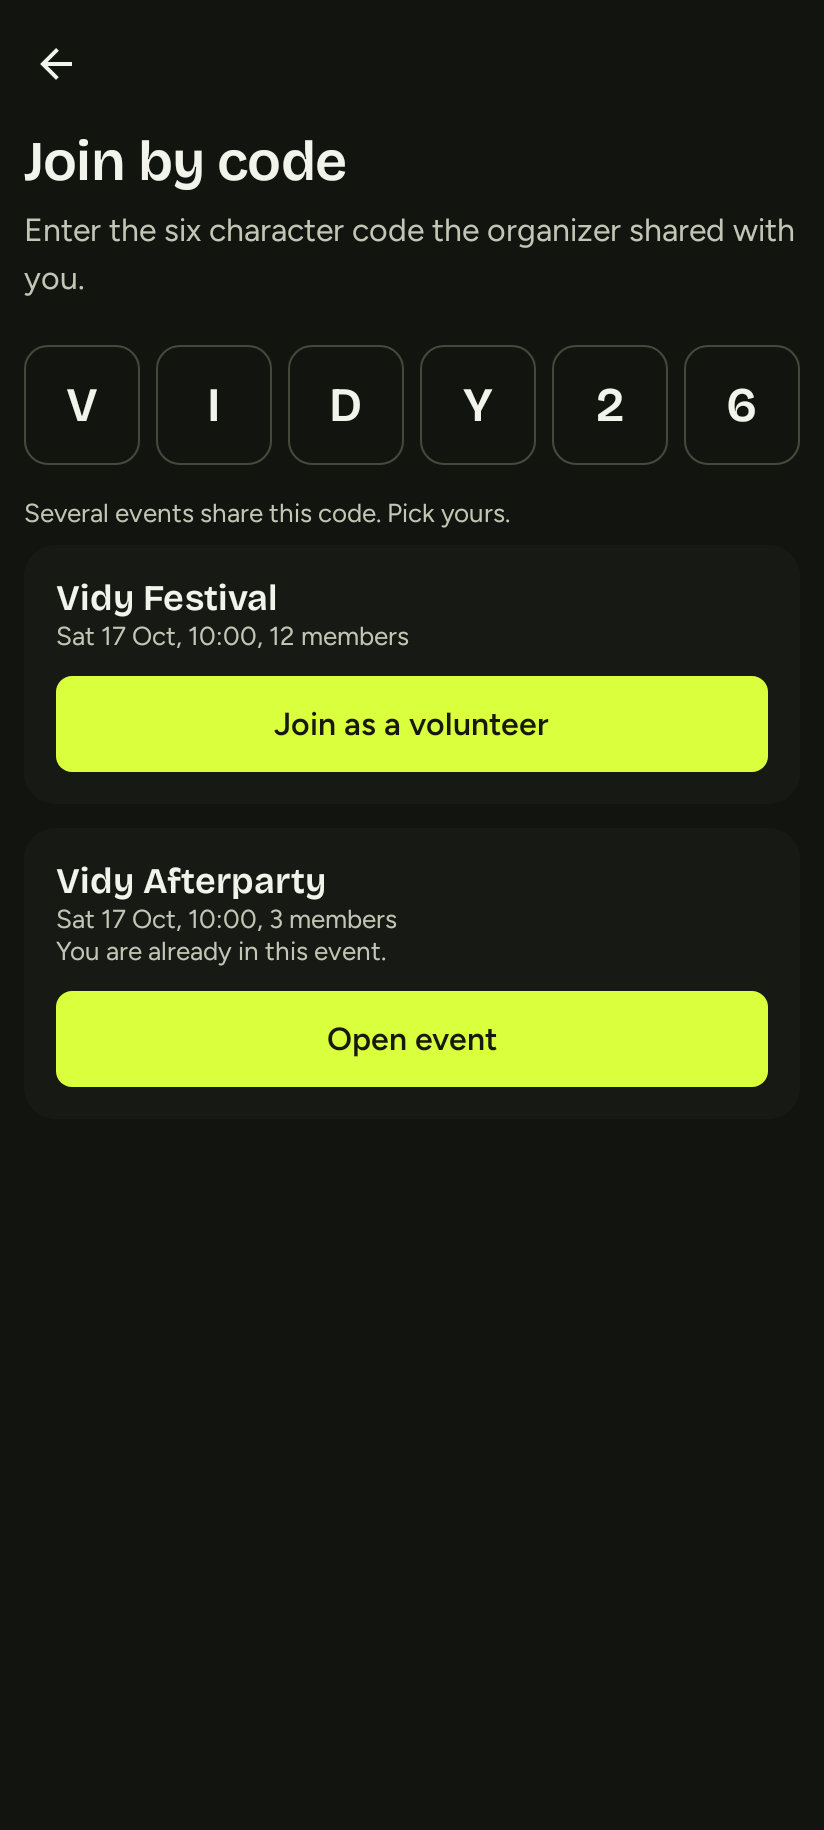 Join by code
Enter the six character code the organizer shared with
you.
V I D Y 2 6
Several events share this code. Pick yours.
Vidy Festival
Sat 17 Oct, 10:00, 12 members
Join as a volunteer
Vidy Afterparty
Sat 17 Oct, 10:00, 3 members
You are already in this event.
Open event